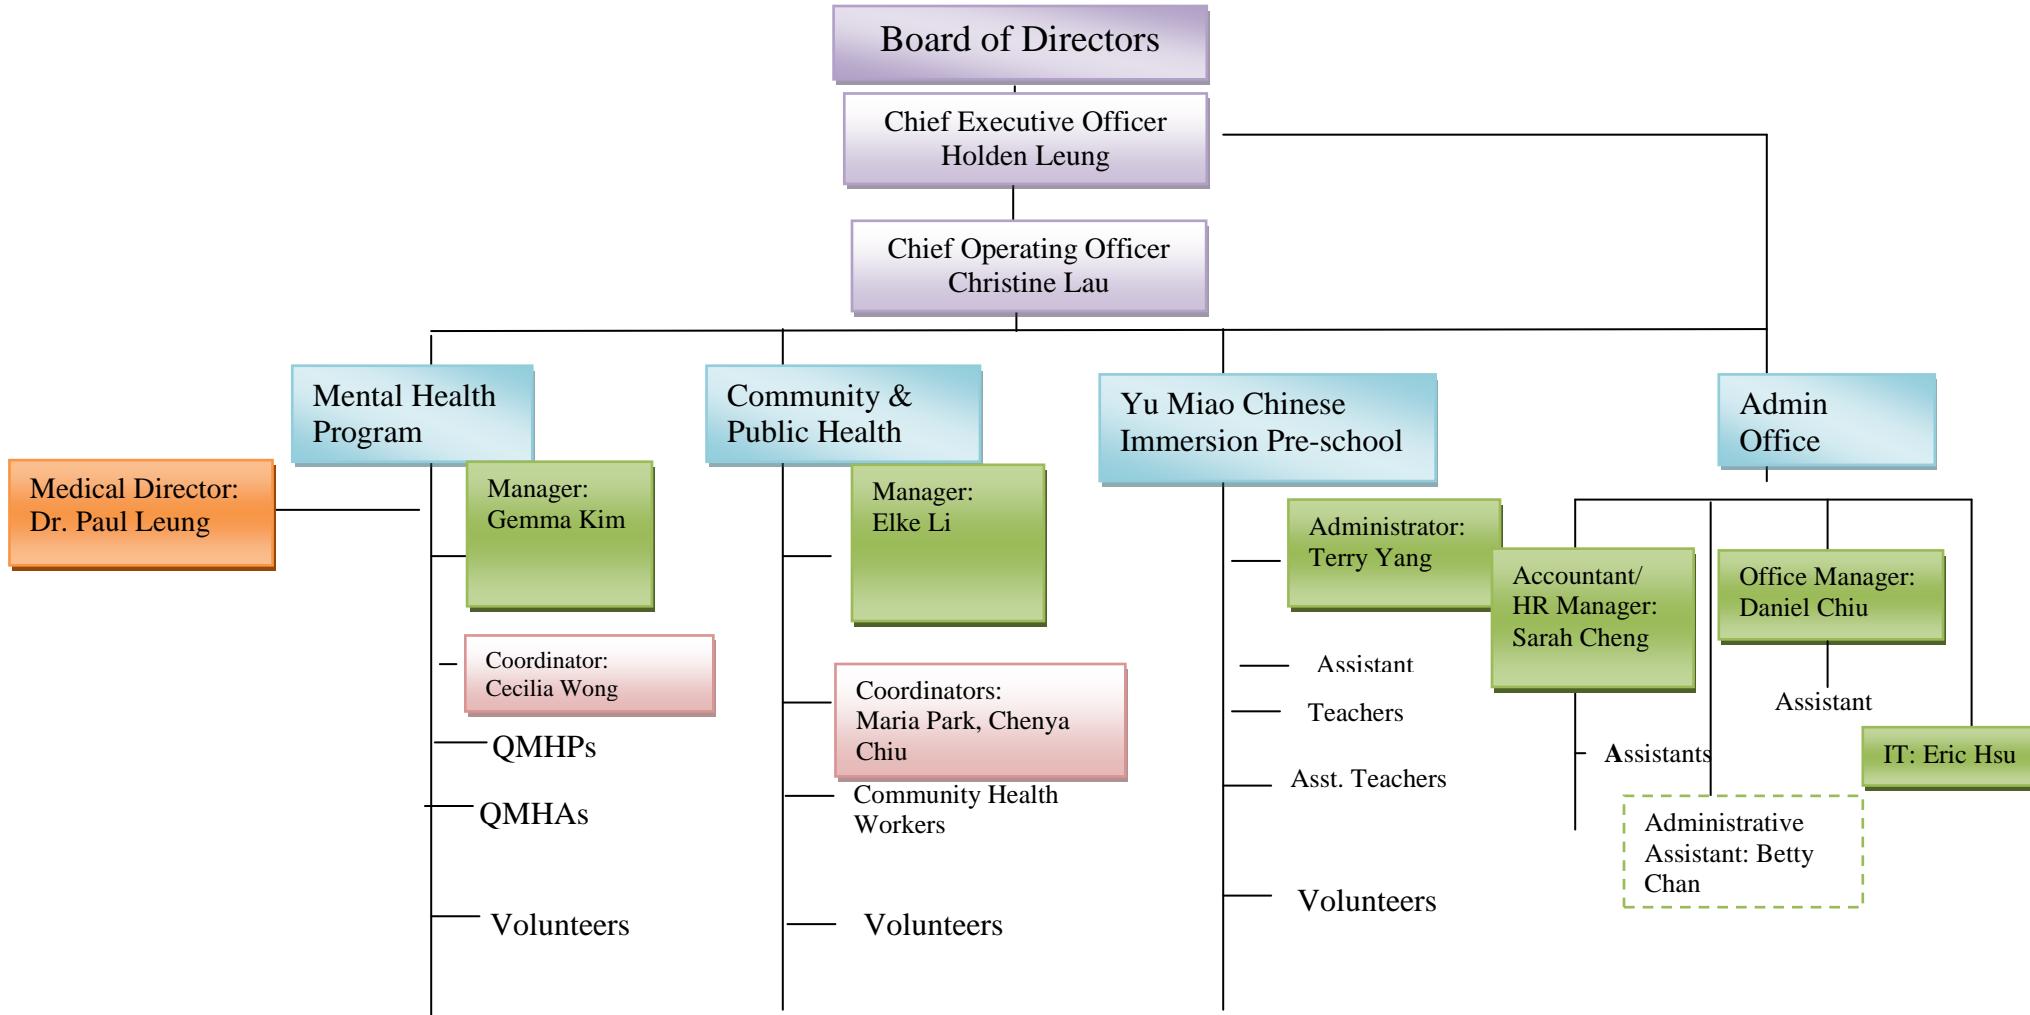 Board of Directors
Chief Executive Officer
Holden Leung
Chief Operating Officer
Christine Lau
Mental Health
Program
Community &
Public Health
Yu Miao Chinese
Immersion Pre-school
Admin
Office
Medical Director:
Dr. Paul Leung
Manager:
Gemma Kim
Coordinator:
Cecilia Wong
QMHPs
QMHAs
Volunteers
Manager:
Elke Li
Coordinators:
Maria Park, Chenya
Chiu
Community Health
Workers
Volunteers
Administrator:
Terry Yang
Assistant
Teachers
Asst. Teachers
Volunteers
Accountant/
HR Manager:
Sarah Cheng
Assistants
Administrative
Assistant: Betty
Chan
Office Manager:
Daniel Chiu
Assistant
IT: Eric Hsu